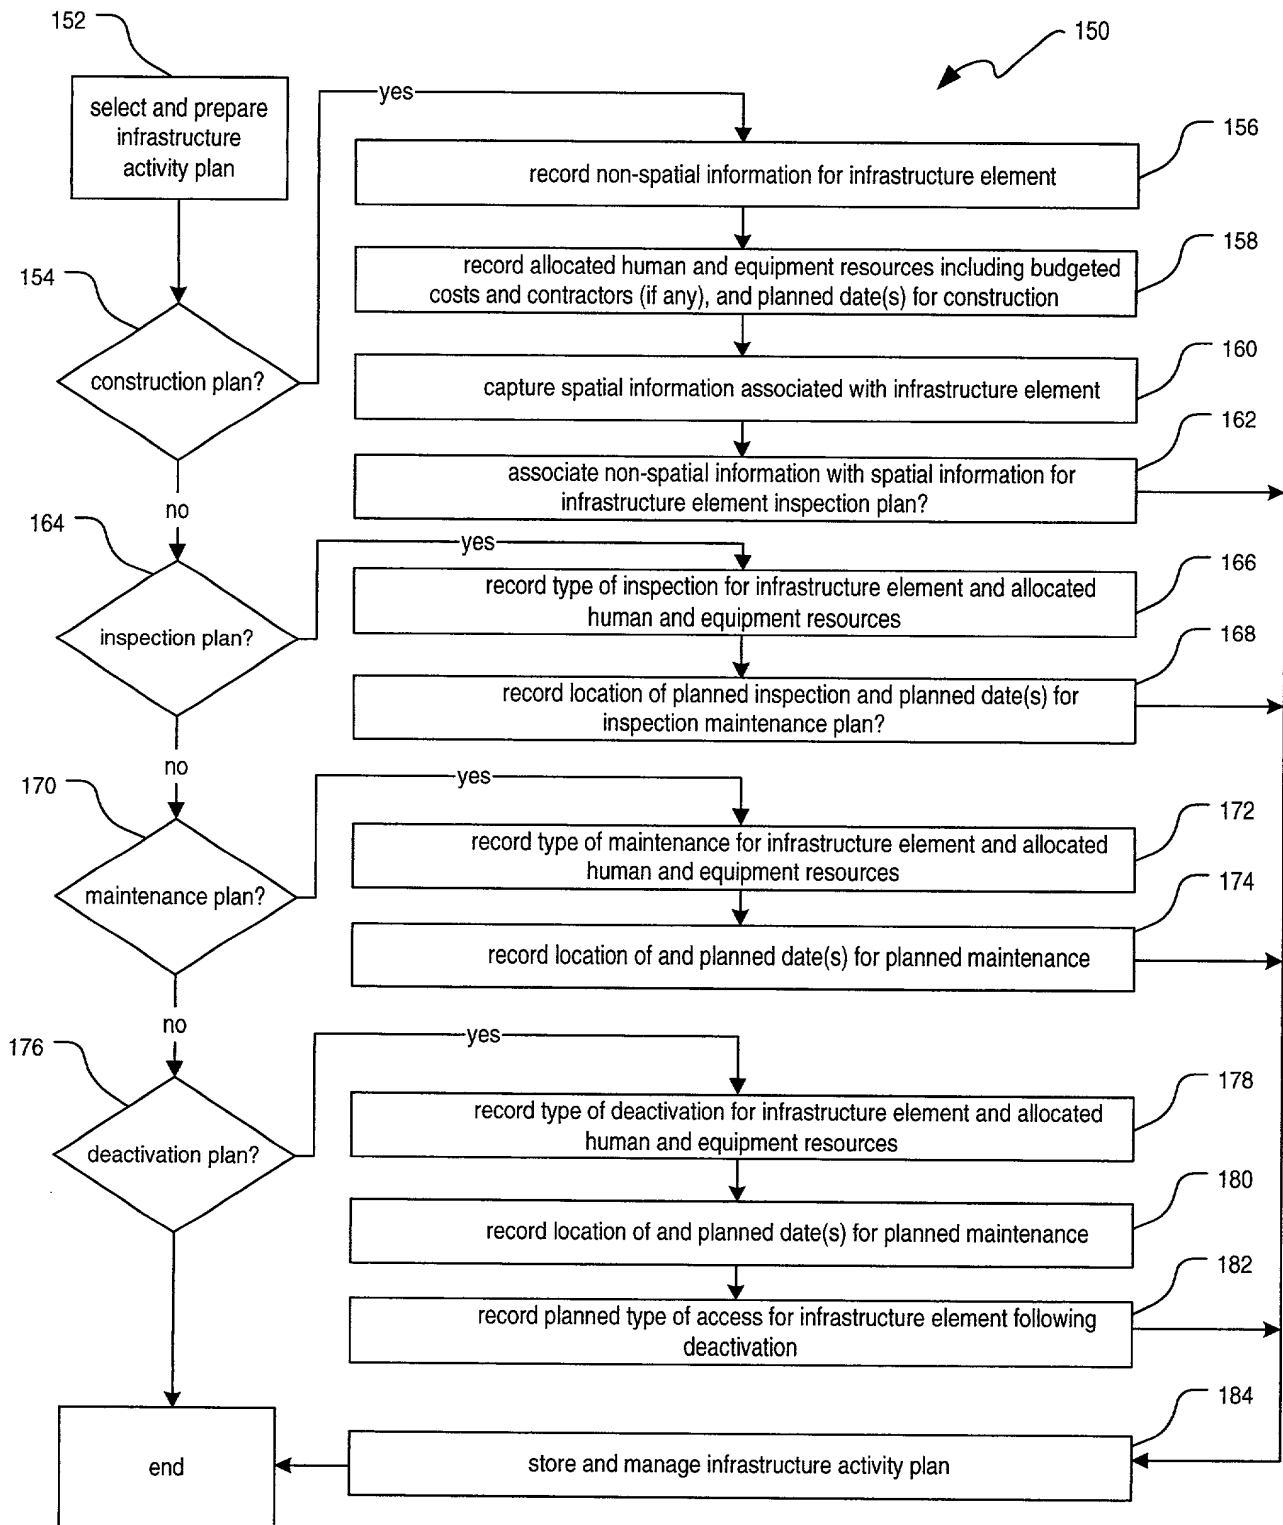 152
150
select and prepare
infrastructure
activity plan
yes
156
record non-spatial information for infrastructure element
158
record allocated human and equipment resources including budgeted
costs and contractors (if any), and planned date(s) for construction
154
construction plan?
160
capture spatial information associated with infrastructure element
162
associate non-spatial information with spatial information for
infrastructure element inspection plan?
no
164
yes
166
record type of inspection for infrastructure element and allocated
human and equipment resources
inspection plan?
168
record location of planned inspection and planned date(s) for
inspection maintenance plan?
no
170
yes
172
record type of maintenance for infrastructure element and allocated
human and equipment resources
maintenance plan?
174
record location of and planned date(s) for planned maintenance
no
176
yes
178
record type of deactivation for infrastructure element and allocated
human and equipment resources
deactivation plan?
180
record location of and planned date(s) for planned maintenance
182
record planned type of access for infrastructure element following
deactivation
184
store and manage infrastructure activity plan
end